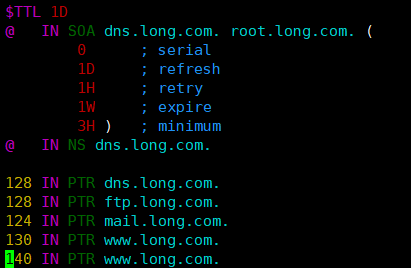 $TTL 1D
@ IN SOA dns.long.com. root.long.com. (
0 ; serial
1D ; refresh
1H ; retry
1W ; expire
3H ) ; minimum
@ IN NS dns.long.com.
128 IN PTR dns.long.com.
128 IN PTR ftp.long.com.
124 IN PTR mail.long.com.
130 IN PTR www.long.com.
140 IN PTR www.long.com.